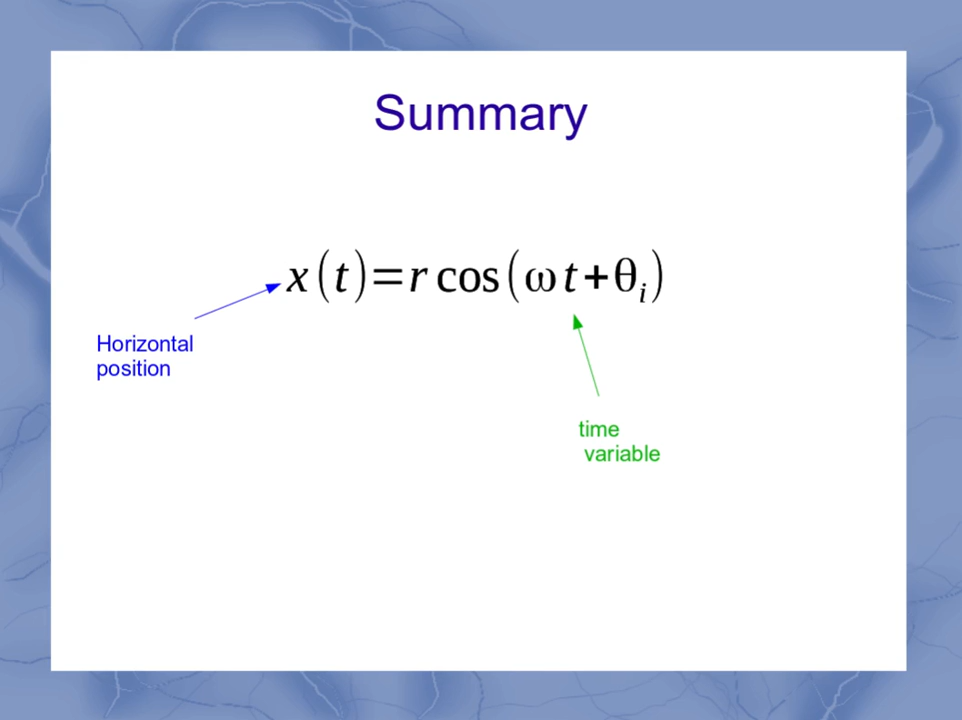 Summary
x(t)=r cos(ωt+θᵢ)
Horizontal
position
time
variable